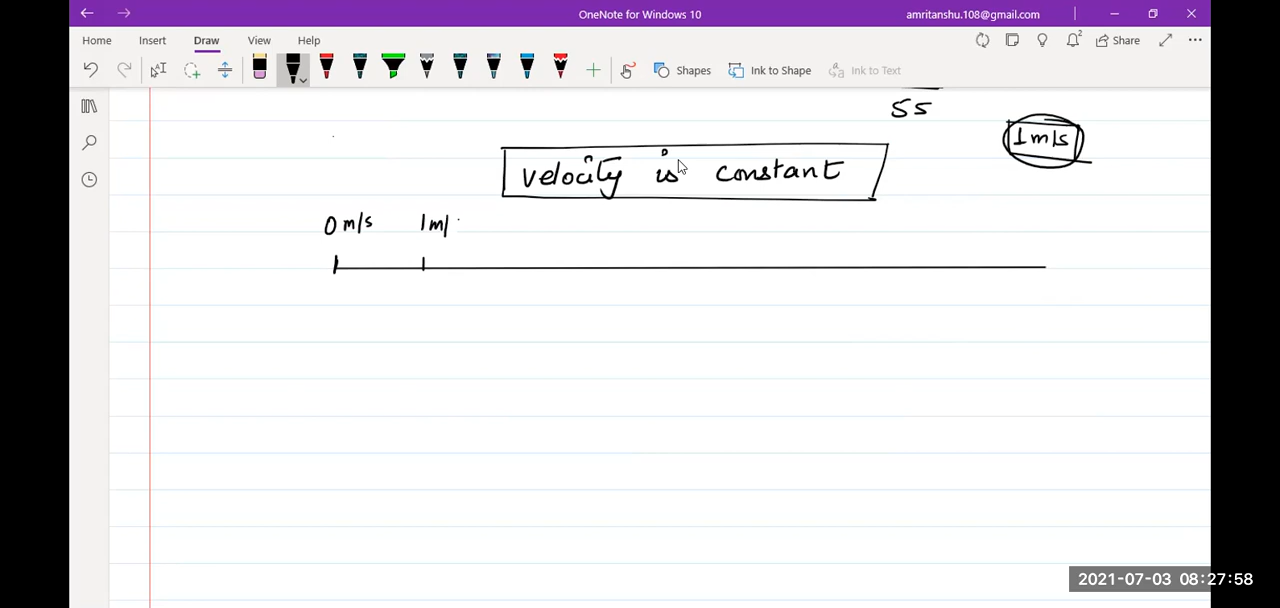 OneNote for Windows 10
amritanshu.108@gmail.com
Home Insert Draw View Help
Share
Shapes
Ink to Shape
Ink to Text
55
1 m/s
velocity is constant
0 m/s 1 m/
2021-07-03 08:27:58